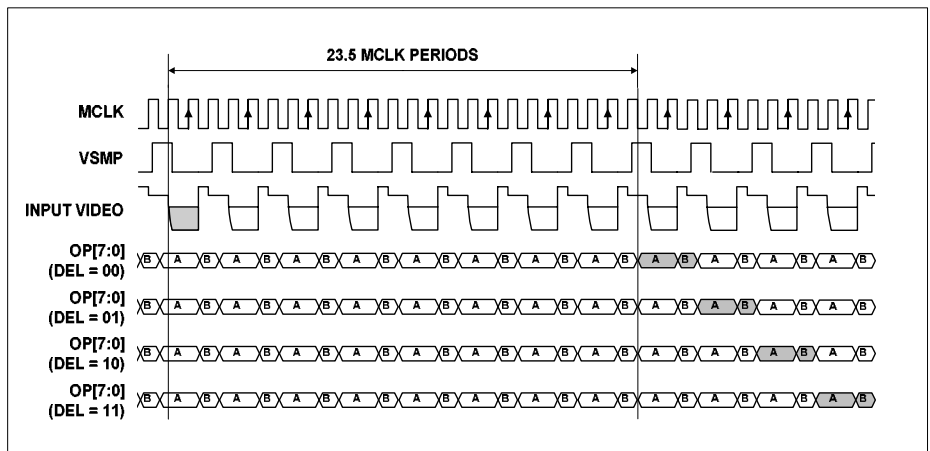 23.5 MCLK PERIODS
MCLK
VSMP
INPUT VIDEO
OP[7:0]
(DEL = 00)
B A B A B A B A B A B A B A B A B A B A B A B A B
OP[7:0]
(DEL = 01)
B A B A B A B A B A B A B A B A B A B A B A B A B
OP[7:0]
(DEL = 10)
B A B A B A B A B A B A B A B A B A B A B A B A B
OP[7:0]
(DEL = 11)
B A B A B A B A B A B A B A B A B A B A B A B A B